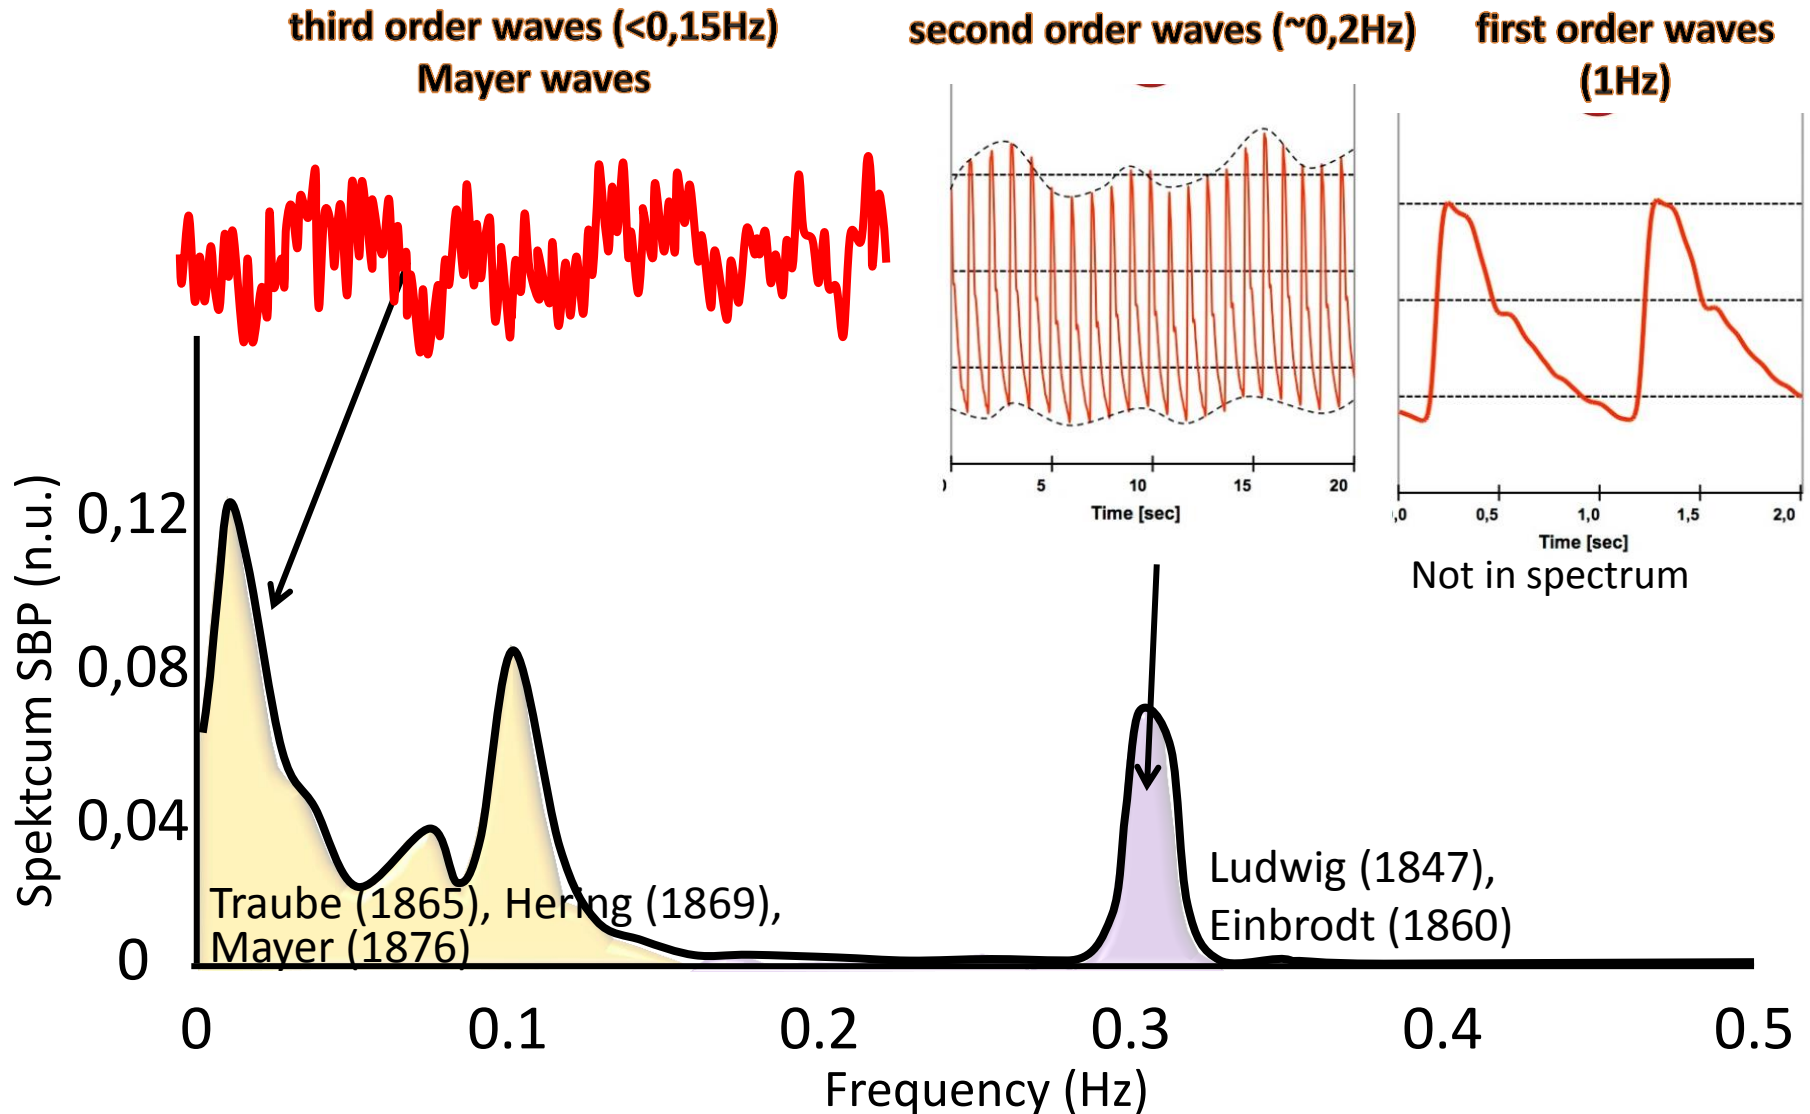 third order waves (<0,15Hz)
Mayer waves
second order waves (~0,2Hz)
first order waves
(1Hz)
5 10 15 20
Time [sec]
,0 0,5 1,0 1,5 2,0
Time [sec]
Not in spectrum
Spektcum SBP (n.u.)
0,12
0,08
0,04
0
Traube (1865), Hering (1869),
Mayer (1876)
Ludwig (1847),
Einbrodt (1860)
0 0.1 0.2 0.3 0.4 0.5
Frequency (Hz)